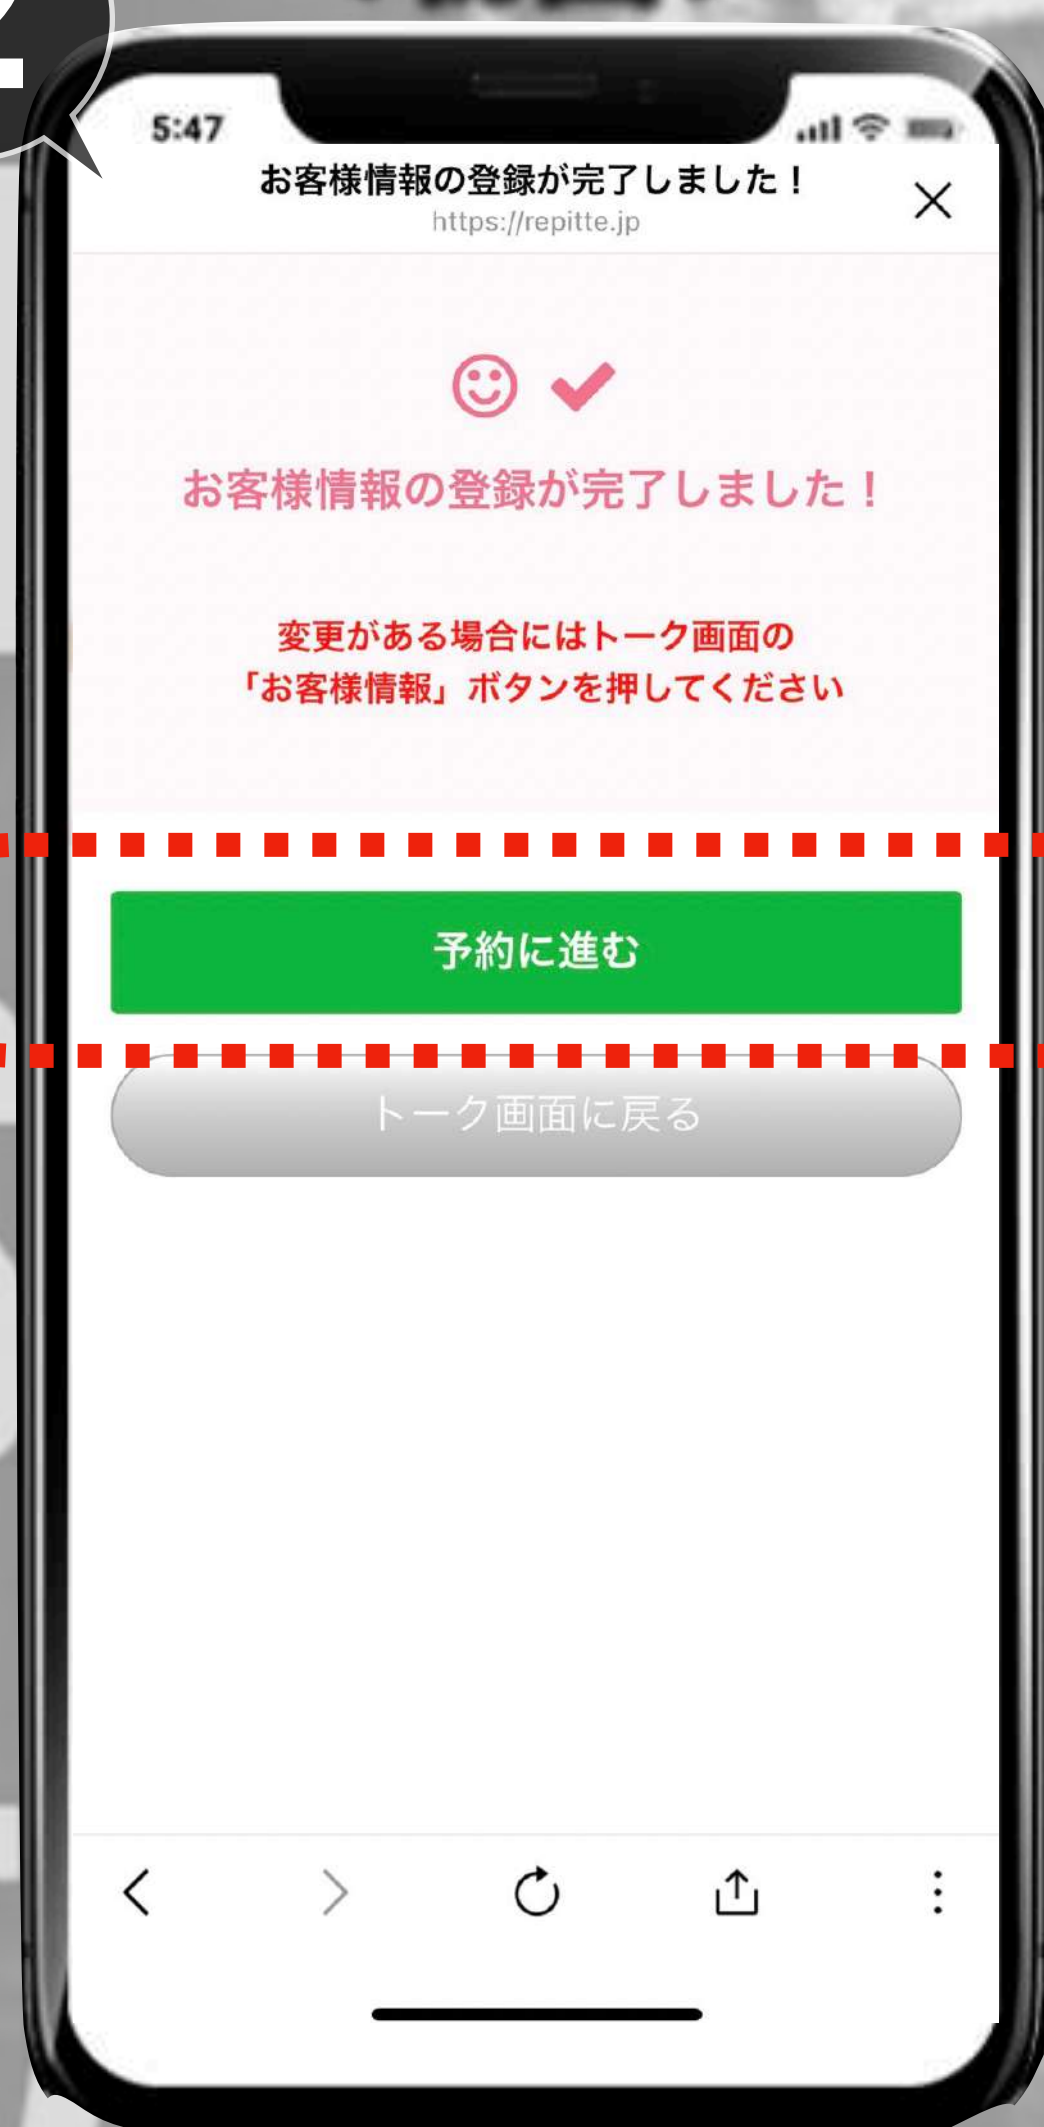 5:47
お客様情報の登録が完了しました！
https://repitte.jp
お客様情報の登録が完了しました！
変更がある場合にはトーク画面の
「お客様情報」ボタンを押してください
予約に進む
トーク画面に戻る